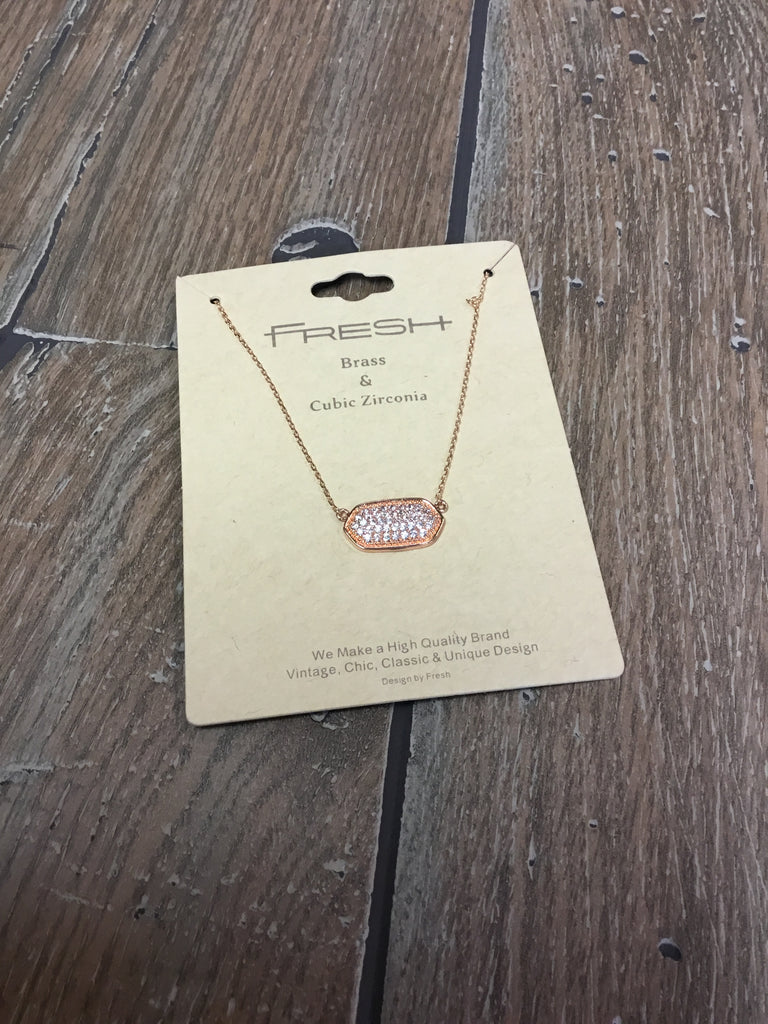 FRESH
Brass
&
Cubic Zirconia
We Make a High Quality Brand
Vintage, Chic, Classic & Unique Design
Design by Fresh